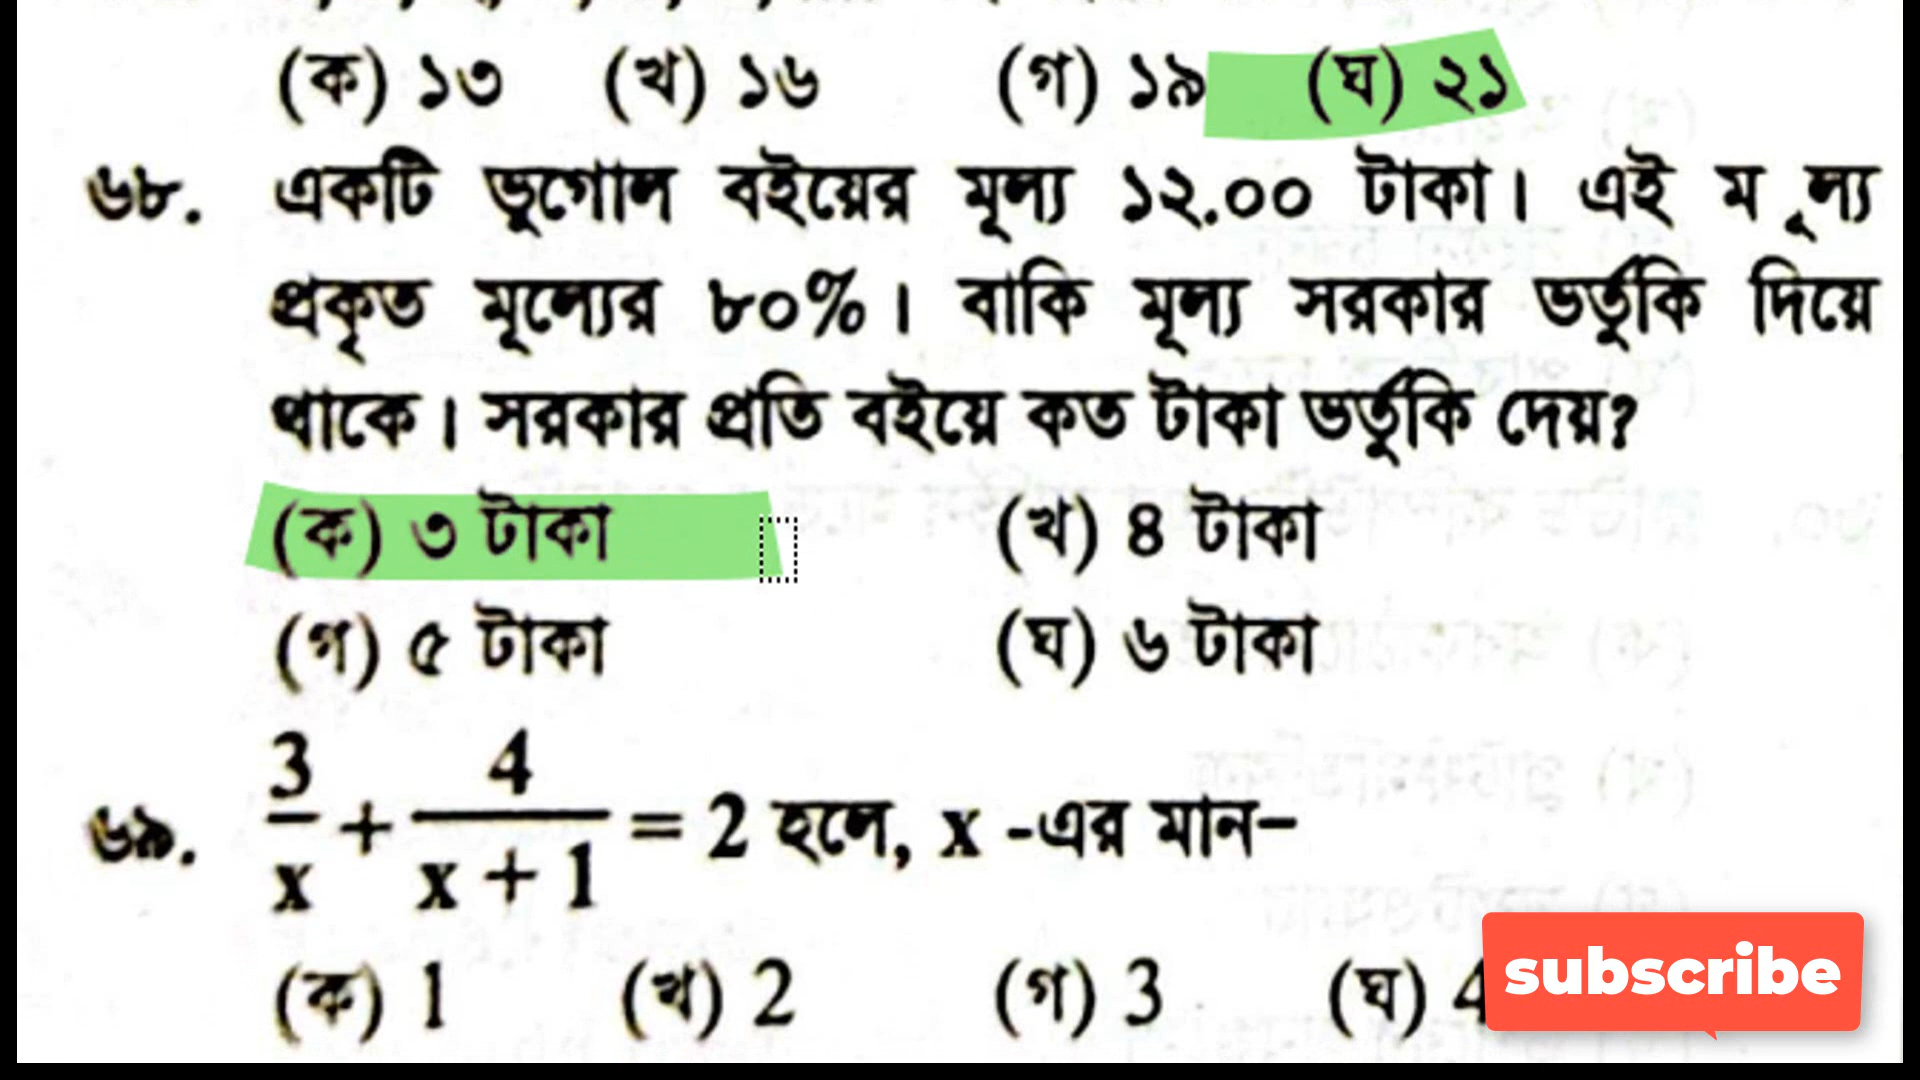 (ক) ১৩ (খ) ১৬ (গ) ১৯ (ঘ) ২১
৬৮. একটি ভুগোল বইয়ের মূল্য ১২.০০ টাকা। এই ম ূল্য
প্রকৃত মূল্যের ৮০%। বাকি মূল্য সরকার ভর্তুকি দিয়ে
থাকে। সরকার প্রতি বইয়ে কত টাকা ভর্তুকি দেয়?
(ক) ৩ টাকা (খ) ৪ টাকা
(গ) ৫ টাকা (ঘ) ৬ টাকা
৬৯. 3/x + 4/(x + 1) = 2 হলে, x -এর মান–
(ক) 1 (খ) 2 (গ) 3 (ঘ) 4
subscribe